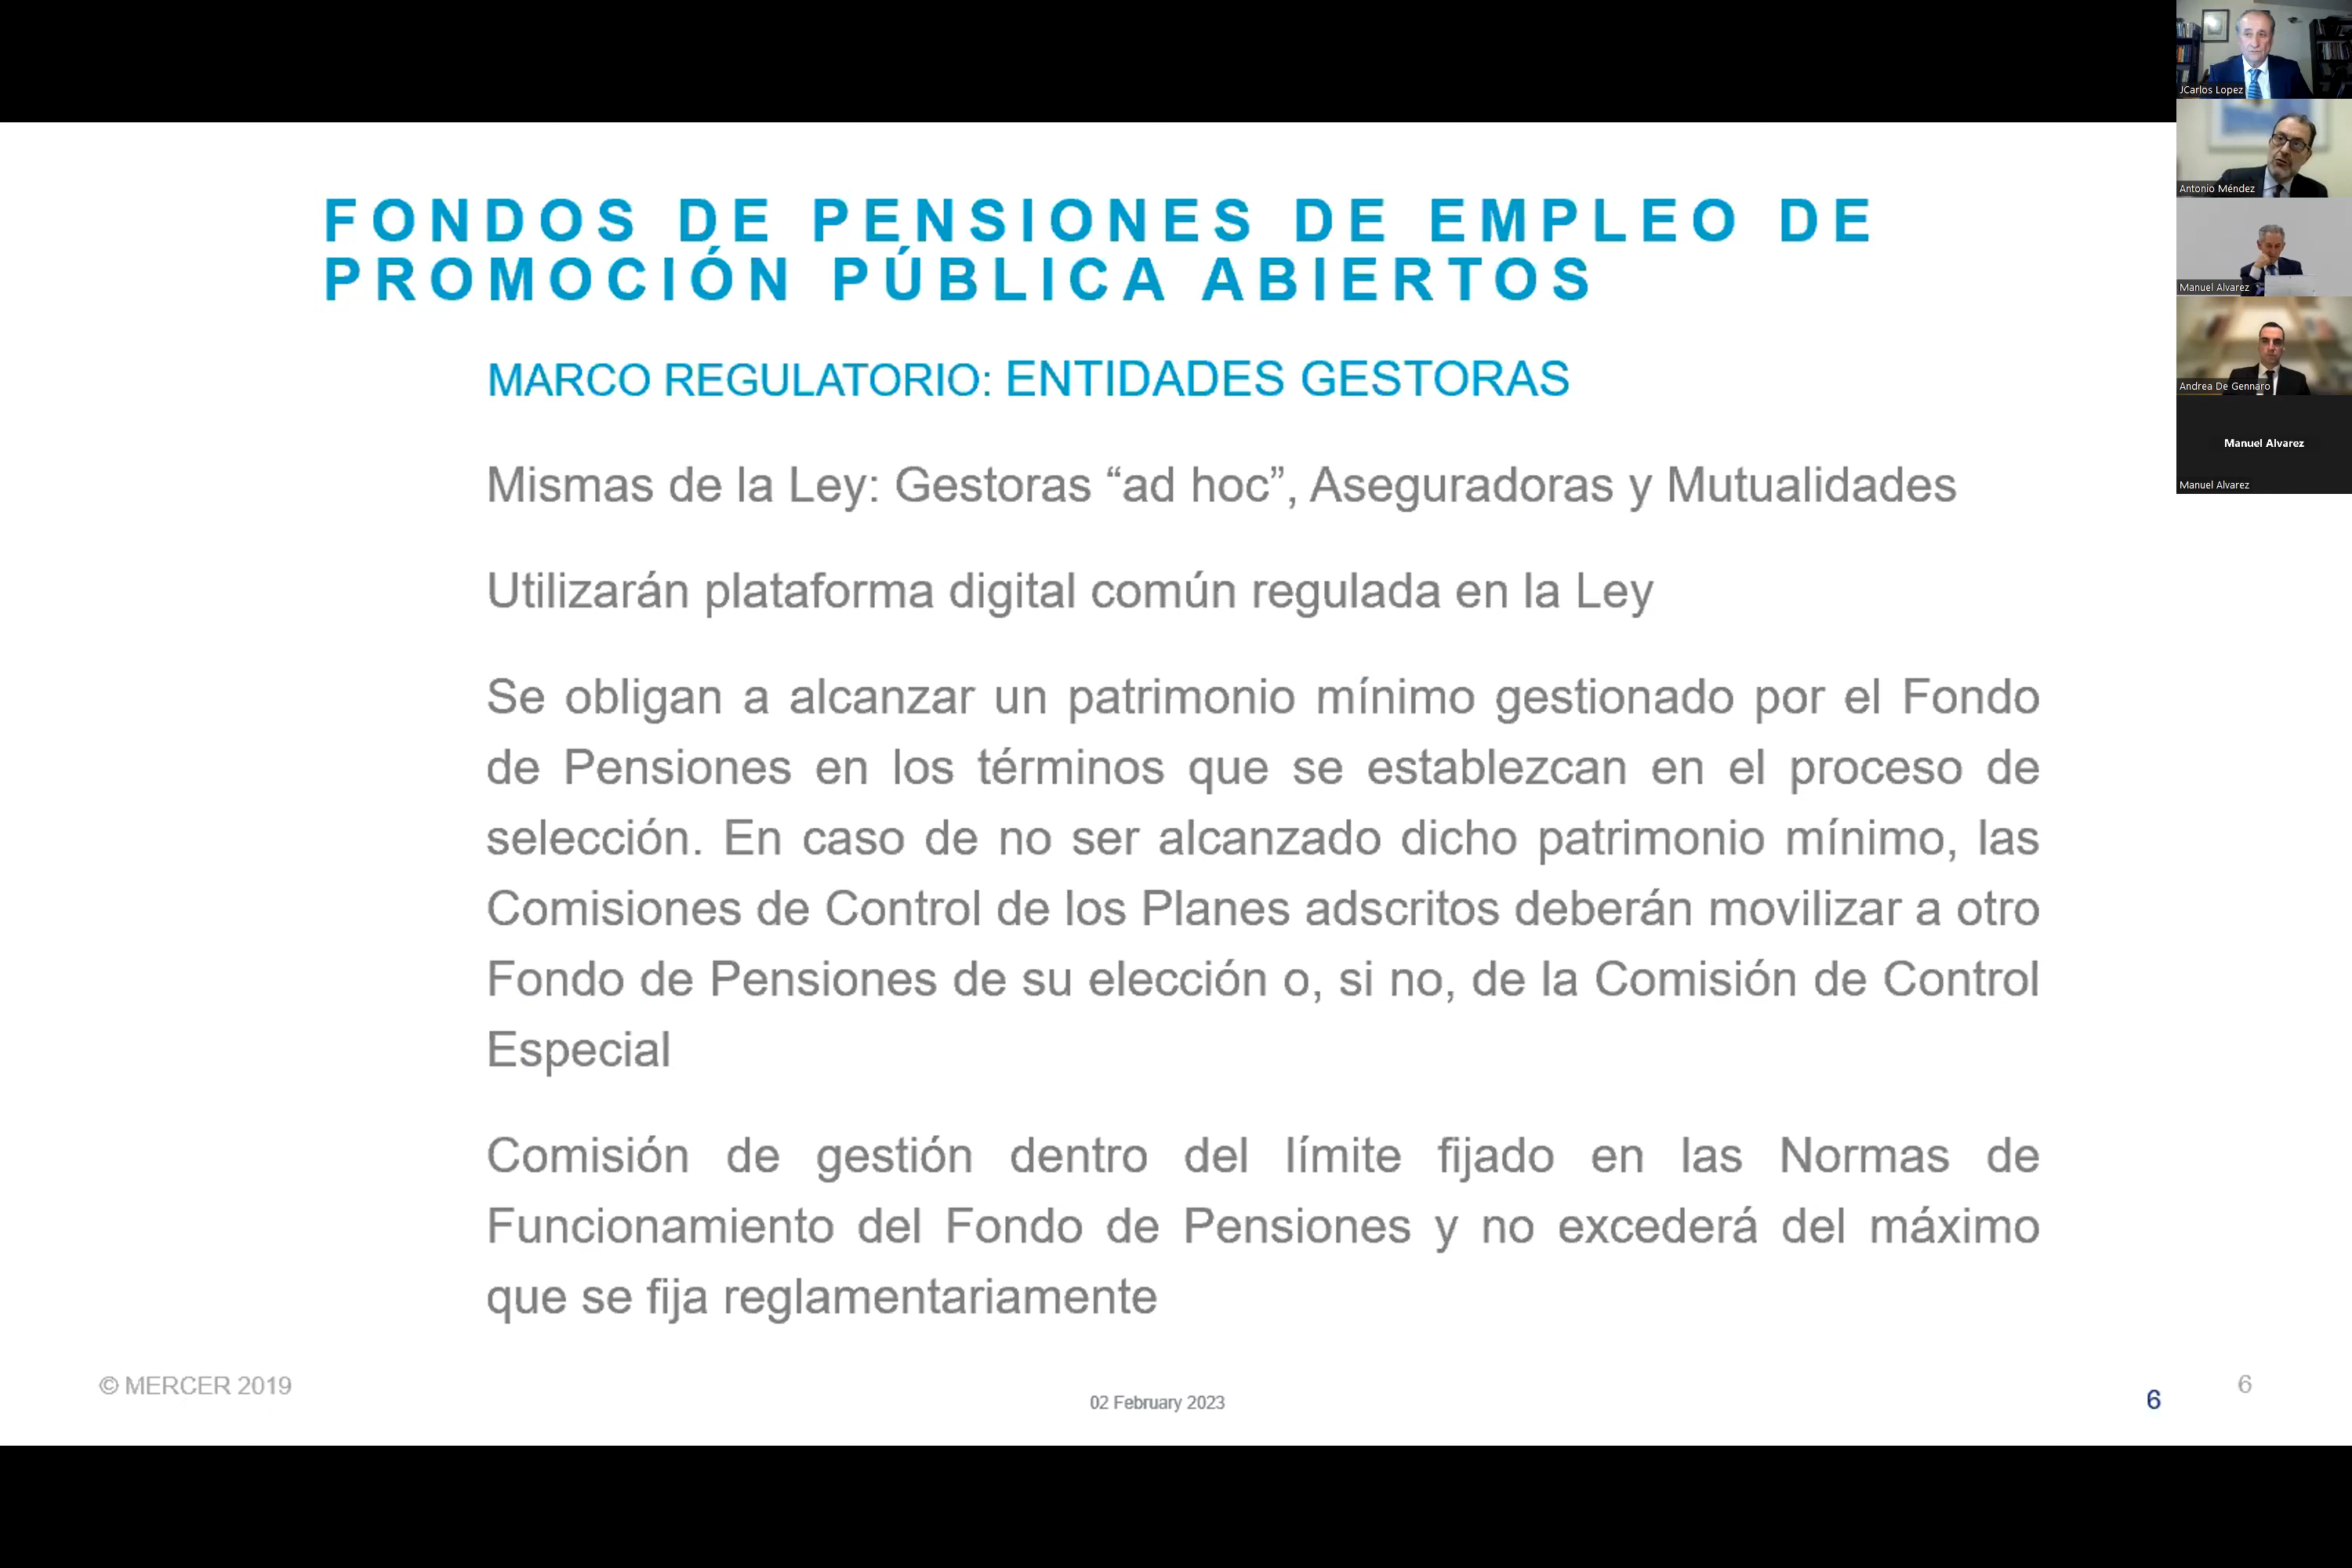 FONDOS DE PENSIONES DE EMPLEO DE
PROMOCIÓN PÚBLICA ABIERTOS
MARCO REGULATORIO: ENTIDADES GESTORAS
Mismas de la Ley: Gestoras “ad hoc”, Aseguradoras y Mutualidades
Utilizarán plataforma digital común regulada en la Ley
Se obligan a alcanzar un patrimonio mínimo gestionado por el Fondo
de Pensiones en los términos que se establezcan en el proceso de
selección. En caso de no ser alcanzado dicho patrimonio mínimo, las
Comisiones de Control de los Planes adscritos deberán movilizar a otro
Fondo de Pensiones de su elección o, si no, de la Comisión de Control
Especial
Comisión de gestión dentro del límite fijado en las Normas de
Funcionamiento del Fondo de Pensiones y no excederá del máximo
que se fija reglamentariamente
© MERCER 2019
02 February 2023
6
6
JCarlos Lopez
Antonio Méndez
Manuel Alvarez
Andrea De Gennaro
Manuel Alvarez
Manuel Alvarez